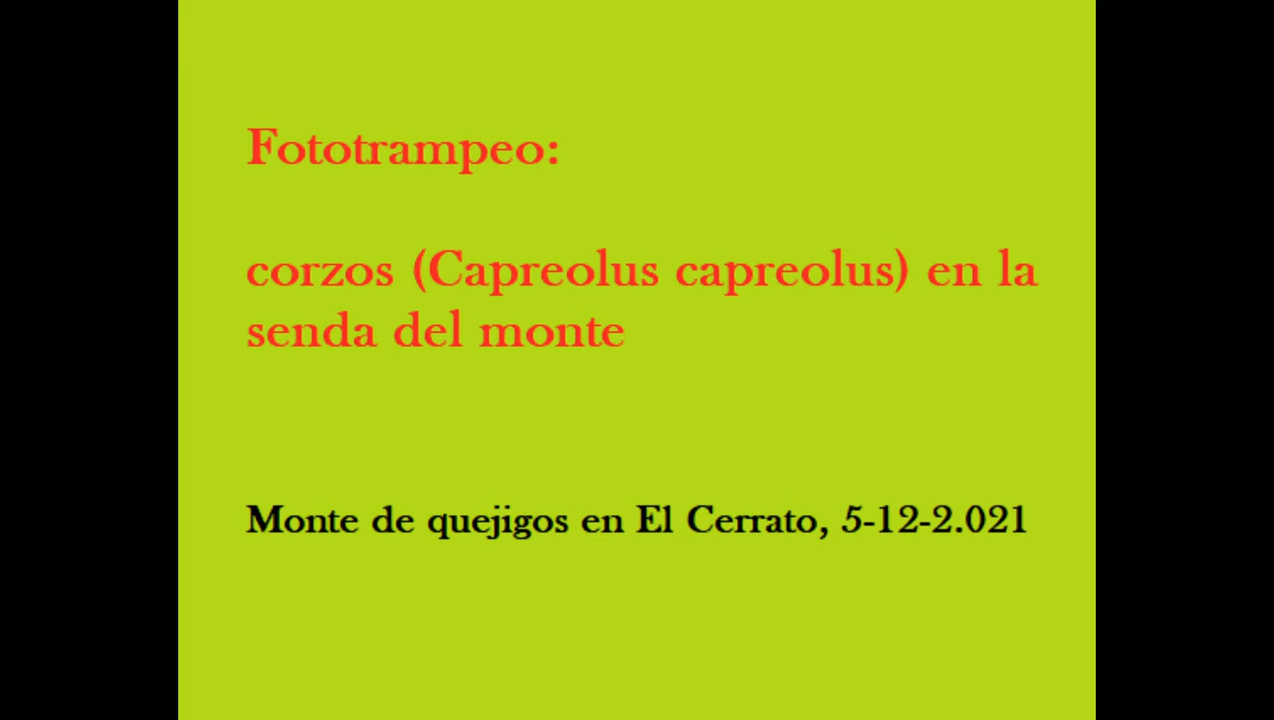 Fototrampeo:
corzos (Capreolus capreolus) en la
senda del monte
Monte de quejigos en El Cerrato, 5-12-2.021